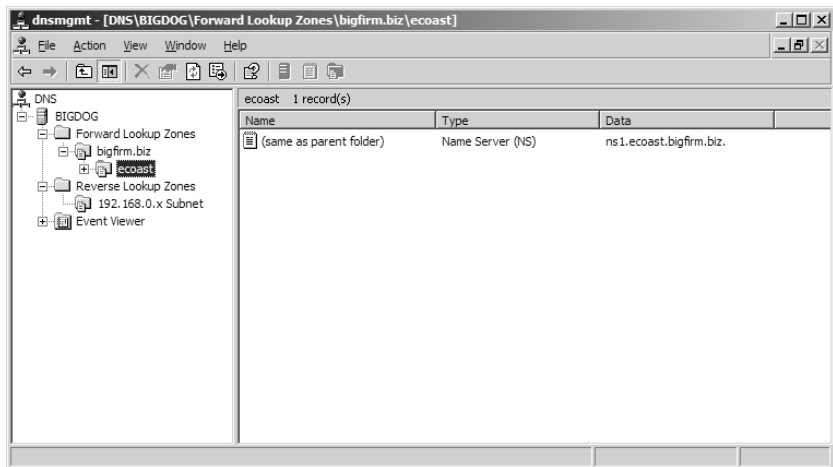 dnsmgmt - [DNS\BIGDOG\Forward Lookup Zones\bigfirm.biz\ecoast]
File Action View Window Help
DNS
BIGDOG
Forward Lookup Zones
bigfirm.biz
ecoast
Reverse Lookup Zones
192.168.0.x Subnet
Event Viewer
ecoast 1 record(s)
Name Type Data
(same as parent folder) Name Server (NS) ns1.ecoast.bigfirm.biz.